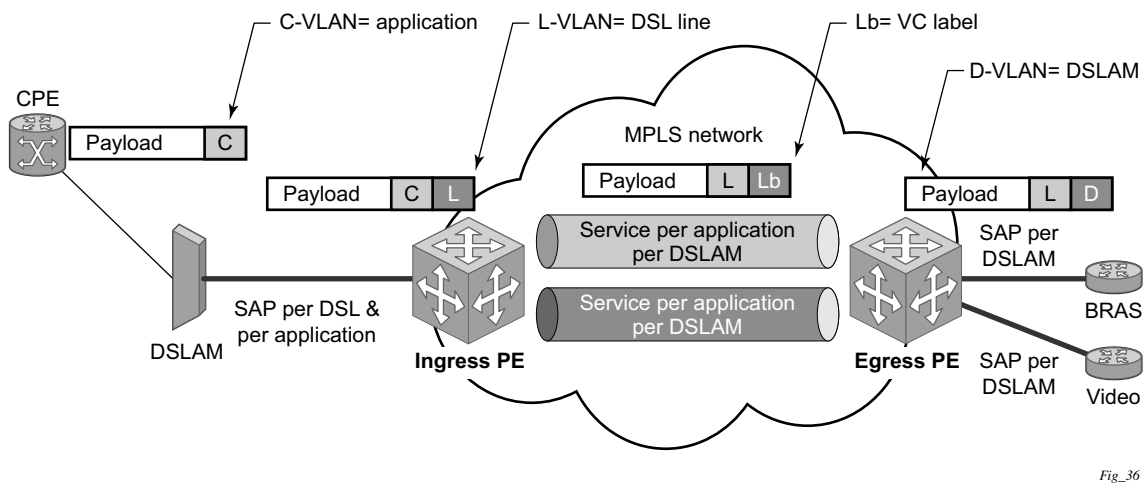 C-VLAN= application
L-VLAN= DSL line
Lb= VC label
D-VLAN= DSLAM
CPE
Payload C
MPLS network
Payload C L
Payload L Lb
Payload L D
Service per application
per DSLAM
SAP per
DSLAM
SAP per DSL &
per application
Service per application
per DSLAM
BRAS
DSLAM
Ingress PE
Egress PE
SAP per
DSLAM
Video
Fig_36